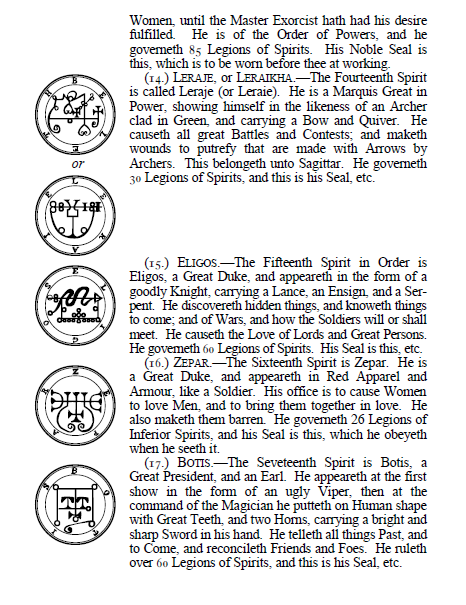 Women, until the Master Exorcist hath had his desire
fulfilled. He is of the Order of Powers, and he
governeth 85 Legions of Spirits. His Noble Seal is
this, which is to be worn before thee at working.
(14.) LERAJE, or LERAIKHA.—The Fourteenth Spirit
is called Leraje (or Leraie). He is a Marquis Great in
Power, showing himself in the likeness of an Archer
clad in Green, and carrying a Bow and Quiver. He
causeth all great Battles and Contests; and maketh
wounds to putrefy that are made with Arrows by
Archers. This belongeth unto Sagittar. He governeth
30 Legions of Spirits, and this is his Seal, etc.
or
(15.) ELIGOS.—The Fifteenth Spirit in Order is
Eligos, a Great Duke, and appeareth in the form of a
goodly Knight, carrying a Lance, an Ensign, and a Ser-
pent. He discovereth hidden things, and knoweth things
to come; and of Wars, and how the Soldiers will or shall
meet. He causeth the Love of Lords and Great Persons.
He governeth 60 Legions of Spirits. His Seal is this, etc.
(16.) ZEPAR.—The Sixteenth Spirit is Zepar. He is
a Great Duke, and appeareth in Red Apparel and
Armour, like a Soldier. His office is to cause Women
to love Men, and to bring them together in love. He
also maketh them barren. He governeth 26 Legions of
Inferior Spirits, and his Seal is this, which he obeyeth
when he seeth it.
(17.) BOTIS.—The Seveteenth Spirit is Botis, a
Great President, and an Earl. He appeareth at the first
show in the form of an ugly Viper, then at the
command of the Magician he putteth on Human shape
with Great Teeth, and two Horns, carrying a bright and
sharp Sword in his hand. He telleth all things Past, and
to Come, and reconcileth Friends and Foes. He ruleth
over 60 Legions of Spirits, and this is his Seal, etc.